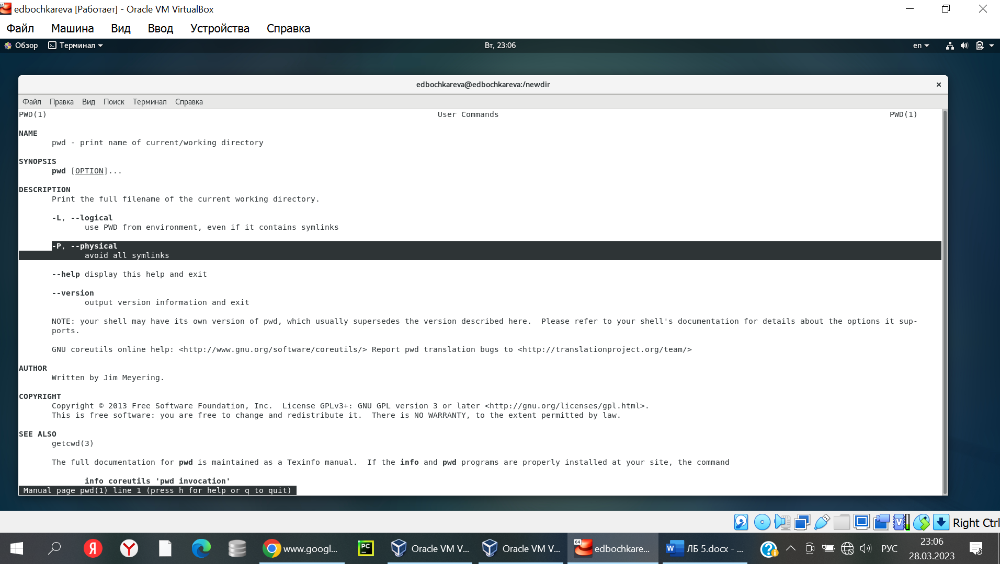 edbochkareva [Работает] - Oracle VM VirtualBox
Файл Машина Вид Ввод Устройства Справка
Обзор Терминал Вт, 23:06 en
edbochkareva@edbochkareva:/newdir
Файл Правка Вид Поиск Терминал Справка
PWD(1) User Commands PWD(1)
NAME
pwd - print name of current/working directory
SYNOPSIS
pwd [OPTION]...
DESCRIPTION
Print the full filename of the current working directory.
-L, --logical
use PWD from environment, even if it contains symlinks
-P, --physical
avoid all symlinks
--help display this help and exit
--version
output version information and exit
NOTE: your shell may have its own version of pwd, which usually supersedes the version described here.  Please refer to your shell's documentation for details about the options it sup-
ports.
GNU coreutils online help: <http://www.gnu.org/software/coreutils/> Report pwd translation bugs to <http://translationproject.org/team/>
AUTHOR
Written by Jim Meyering.
COPYRIGHT
Copyright © 2013 Free Software Foundation, Inc.  License GPLv3+: GNU GPL version 3 or later <http://gnu.org/licenses/gpl.html>.
This is free software: you are free to change and redistribute it.  There is NO WARRANTY, to the extent permitted by law.
SEE ALSO
getcwd(3)
The full documentation for pwd is maintained as a Texinfo manual.  If the info and pwd programs are properly installed at your site, the command
info coreutils 'pwd invocation'
Manual page pwd(1) line 1 (press h for help or q to quit)
Right Ctrl
www.googl... Oracle VM V... Oracle VM V... edbochkare... ЛБ 5.docx - ... РУС 23:06
28.03.2023